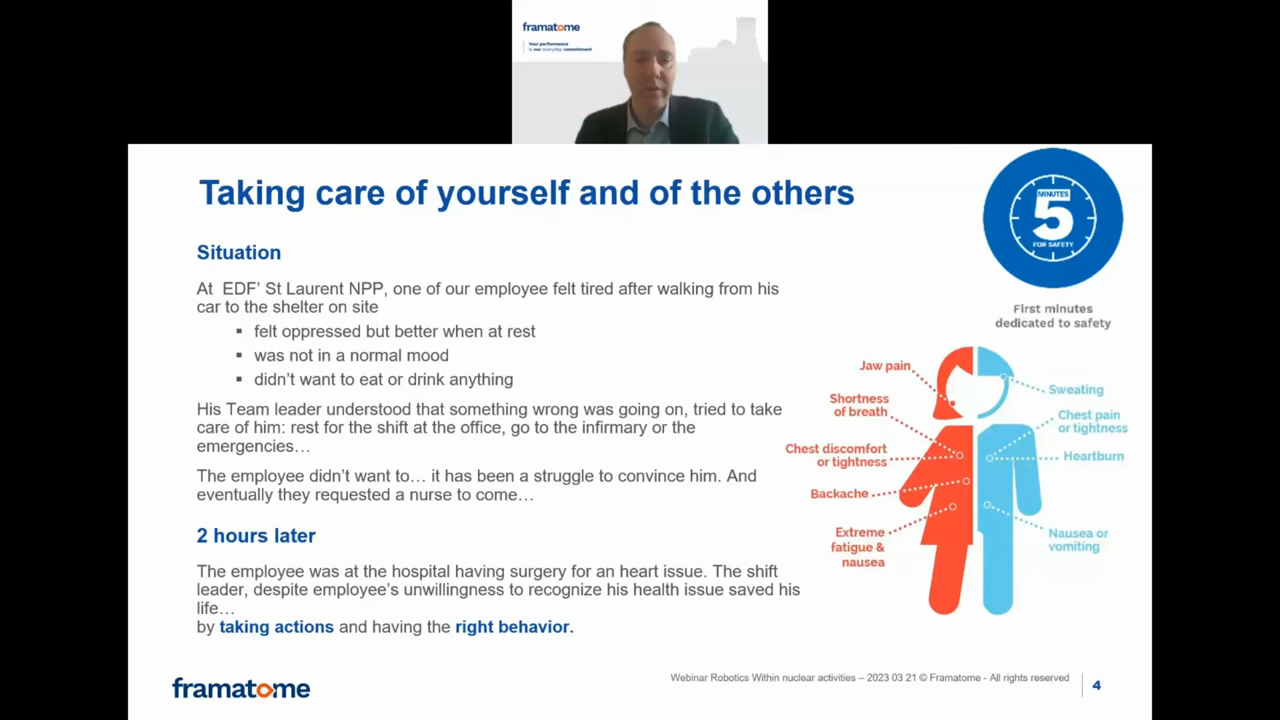 framatome
Your performance
is our everyday commitment
Taking care of yourself and of the others
MINUTES
5
FOR SAFETY
First minutes
dedicated to safety
Situation
At EDF' St Laurent NPP, one of our employee felt tired after walking from his
car to the shelter on site
▪ felt oppressed but better when at rest
▪ was not in a normal mood
▪ didn't want to eat or drink anything
His Team leader understood that something wrong was going on, tried to take
care of him: rest for the shift at the office, go to the infirmary or the
emergencies…
The employee didn't want to… it has been a struggle to convince him. And
eventually they requested a nurse to come…
2 hours later
The employee was at the hospital having surgery for an heart issue. The shift
leader, despite employee's unwillingness to recognize his health issue saved his
life…
by taking actions and having the right behavior.
Jaw pain
Shortness
of breath
Chest discomfort
or tightness
Backache
Extreme
fatigue &
nausea
Sweating
Chest pain
or tightness
Heartburn
Nausea or
vomiting
framatome
Webinar Robotics Within nuclear activities – 2023 03 21 © Framatome - All rights reserved
4